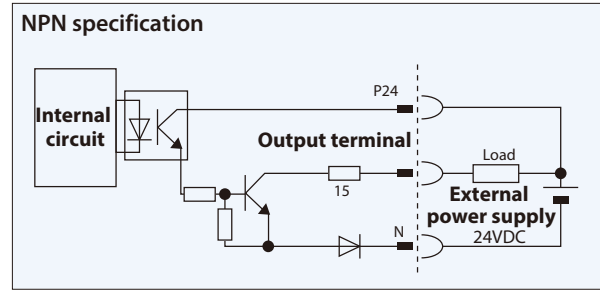 NPN specification
P24
Internal
circuit
Output terminal
Load
15
External
power supply
N
24VDC